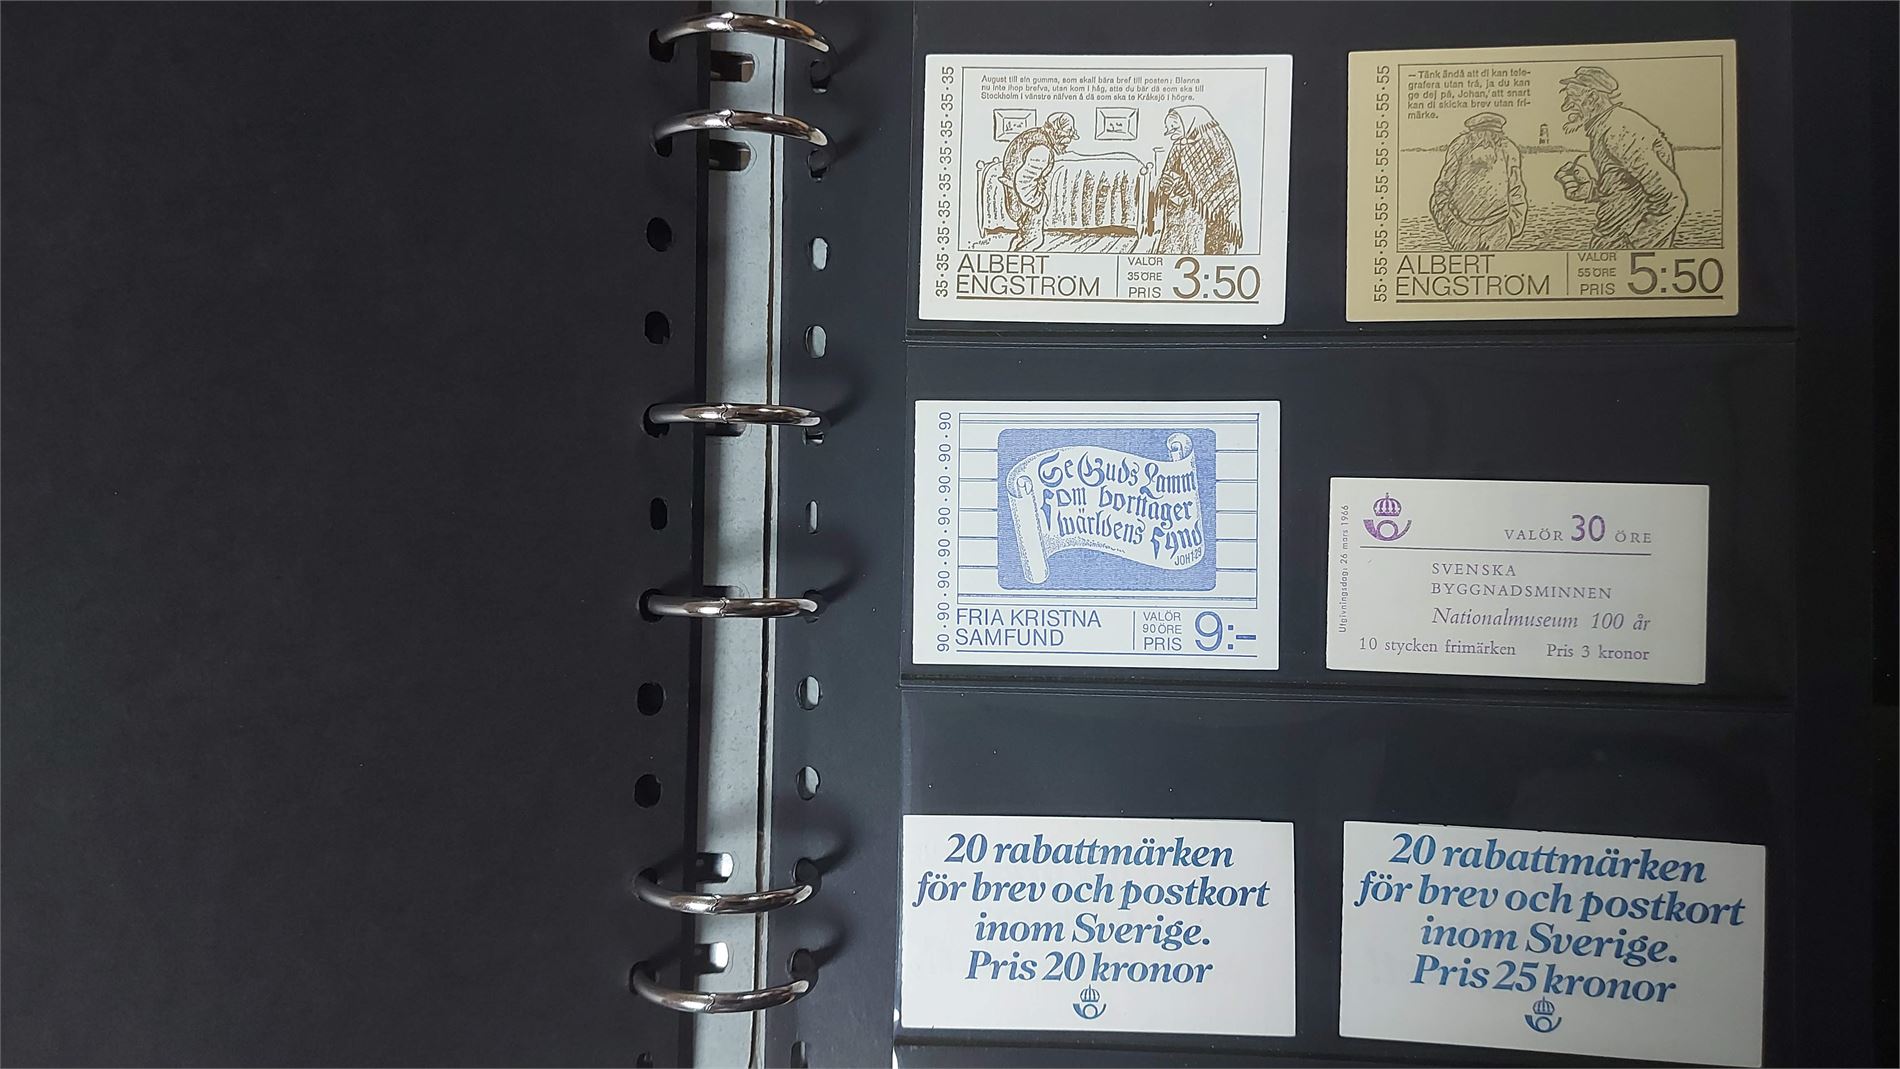 35·35·35·35·35·35·35·35·35·35
August till sin gumma, som skall bära bref till posten: Blanna
nu inte ihop brefva, utan kom i håg, atte du bär då som ska till
Stockholm i vänstre näfven å då som ska te Kråksjö i högre.
ALBERT
ENGSTRÖM
VALÖR
35 ÖRE
PRIS
3:50
55·55·55·55·55·55·55·55·55·55
– Tänk ändå att di kan tele-
grafera utan trå, ja du kan
ge dej på, Johan, att snart
kan di skicka brev utan fri-
märke.
ALBERT
ENGSTRÖM
VALÖR
55 ÖRE
PRIS
5:50
90·90·90·90·90·90·90·90·90·90
Se Guds Lamm
som borttager
världens synd
JOH 1:29
FRIA KRISTNA
SAMFUND
VALÖR
90 ÖRE
PRIS
9:-
Utgivningsdag: 26 mars 1966
VALÖR 30 ÖRE
SVENSKA
BYGGNADSMINNEN
Nationalmuseum 100 år
10 stycken frimärken Pris 3 kronor
20 rabattmärken
för brev och postkort
inom Sverige.
Pris 20 kronor
20 rabattmärken
för brev och postkort
inom Sverige.
Pris 25 kronor